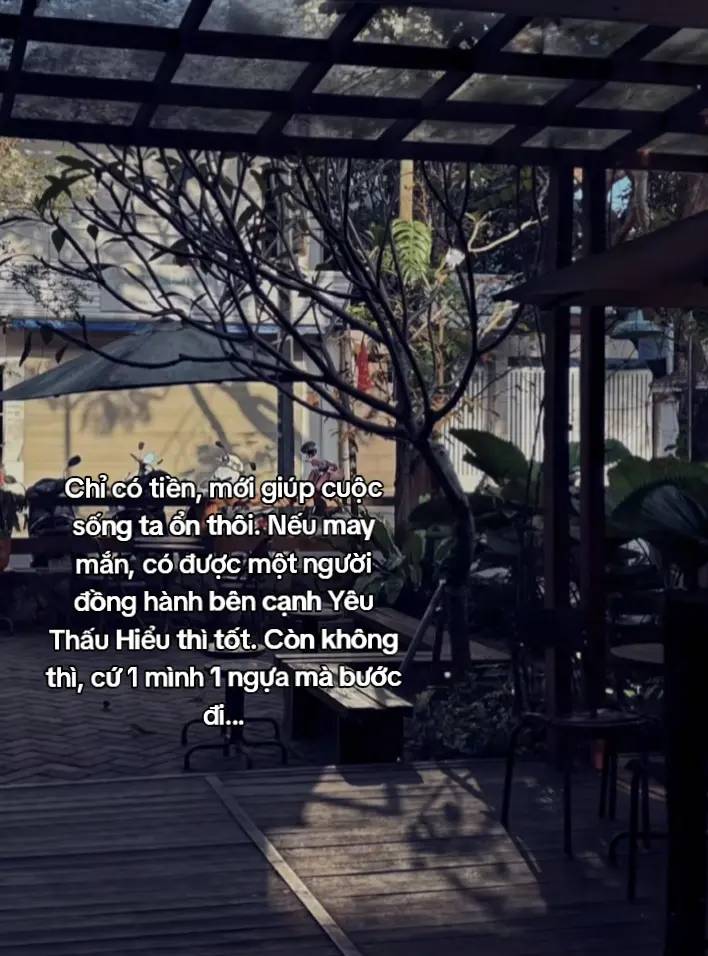 Chỉ có tiền, mới giúp cuộc
sống ta ổn thôi. Nếu may
mắn, có được một người
đồng hành bên cạnh Yêu
Thấu Hiểu thì tốt. Còn không
thì, cứ 1 mình 1 ngựa mà bước
đi...